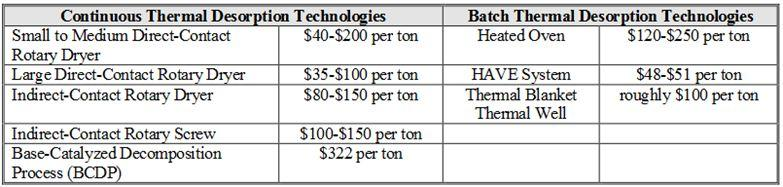 Continuous Thermal Desorption Technologies Batch Thermal Desorption Technologies
Small to Medium Direct-Contact $40-$200 per ton Heated Oven $120-$250 per ton
Rotary Dryer
Large Direct-Contact Rotary Dryer $35-$100 per ton HAVE System $48-$51 per ton
Indirect-Contact Rotary Dryer $80-$150 per ton Thermal Blanket roughly $100 per ton
Thermal Well
Indirect-Contact Rotary Screw $100-$150 per ton
Base-Catalyzed Decomposition $322 per ton
Process (BCDP)